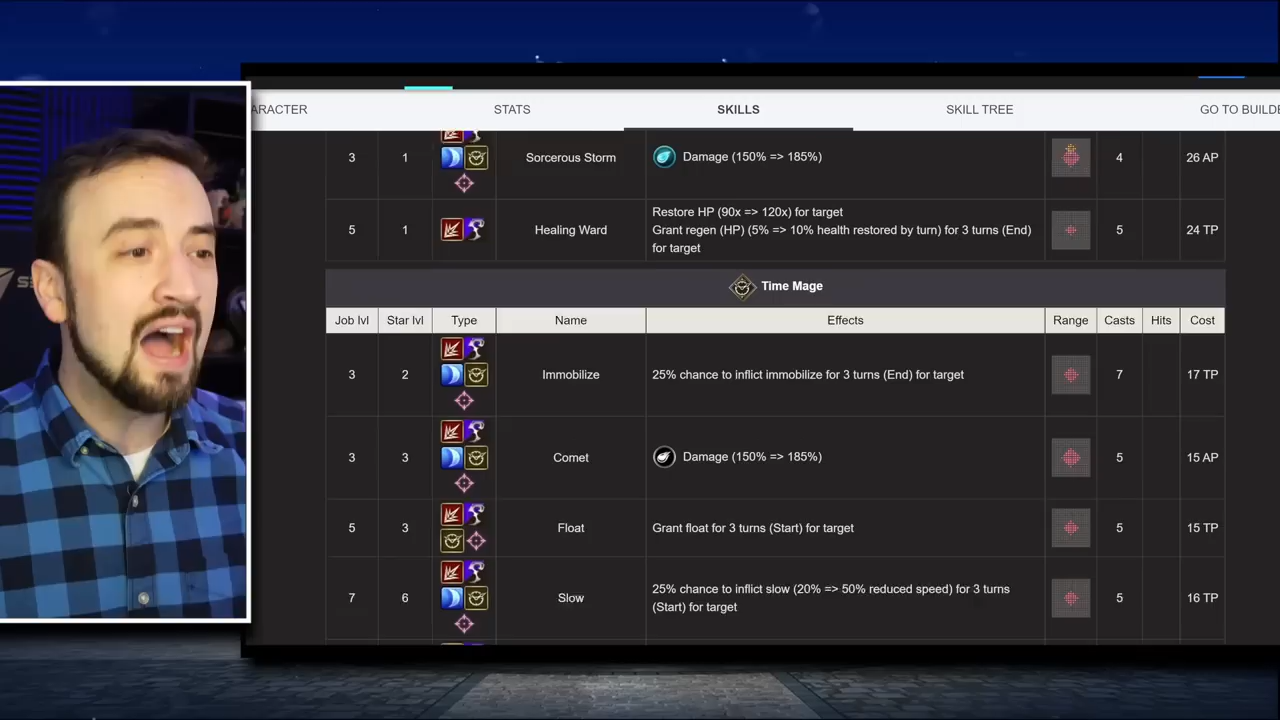 ARACTER STATS SKILLS SKILL TREE GO TO BUILDE
3 1 Sorcerous Storm Damage (150% => 185%) 4 26 AP
Restore HP (90x => 120x) for target
5 1 Healing Ward Grant regen (HP) (5% => 10% health restored by turn) for 3 turns (End) 5 24 TP
for target
Time Mage
Job lvl Star lvl Type Name Effects Range Casts Hits Cost
3 2 Immobilize 25% chance to inflict immobilize for 3 turns (End) for target 7 17 TP
3 3 Comet Damage (150% => 185%) 5 15 AP
5 3 Float Grant float for 3 turns (Start) for target 5 15 TP
7 6 Slow 25% chance to inflict slow (20% => 50% reduced speed) for 3 turns 5 16 TP
(Start) for target